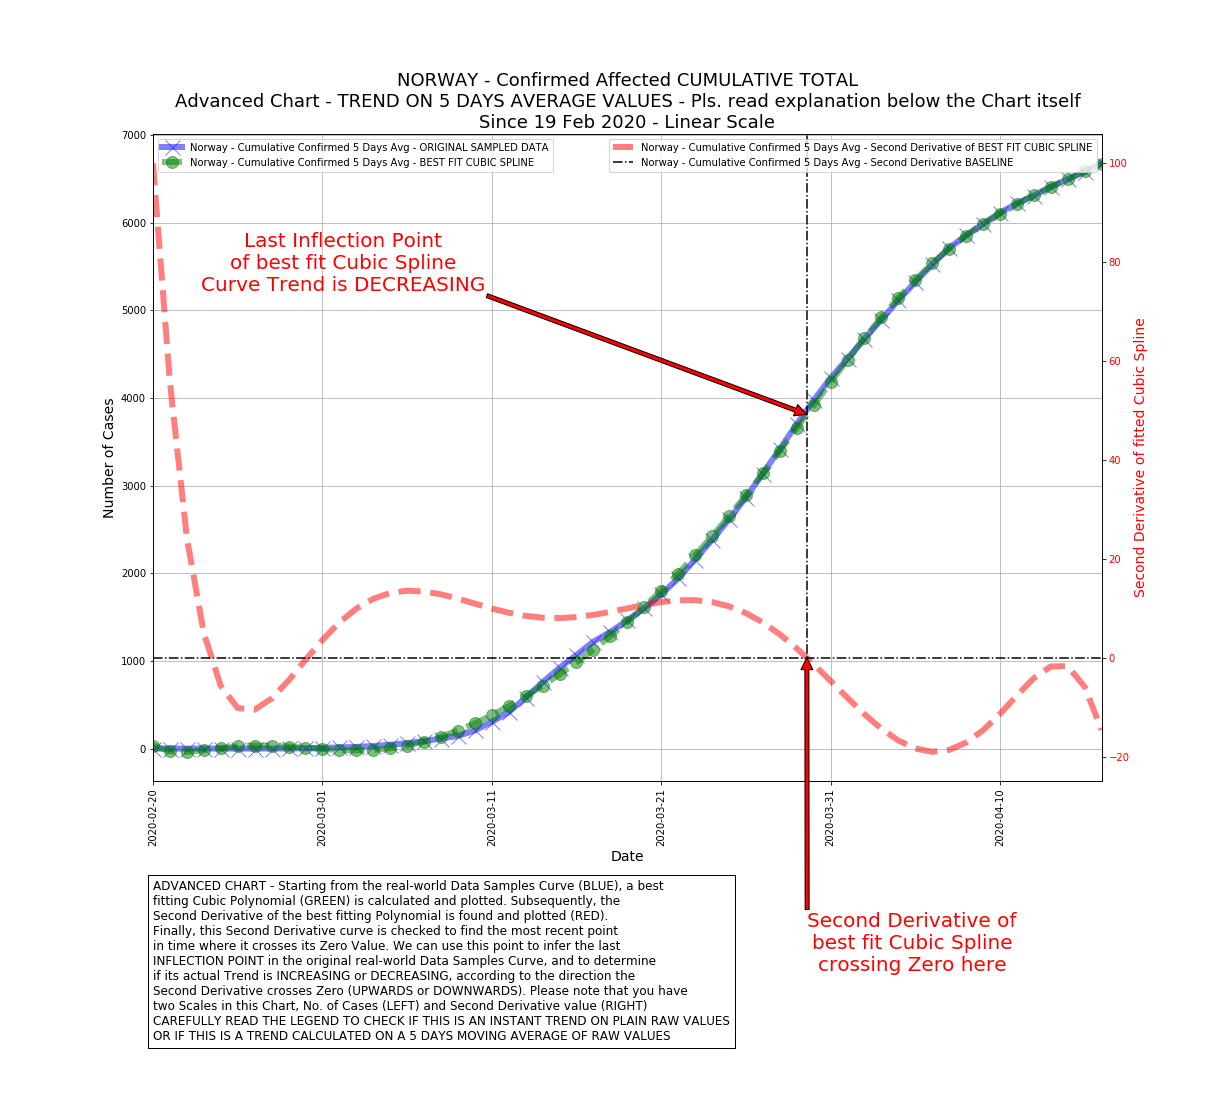 NORWAY - Confirmed Affected CUMULATIVE TOTAL
Advanced Chart - TREND ON 5 DAYS AVERAGE VALUES - Pls. read explanation below the Chart itself
Since 19 Feb 2020 - Linear Scale
Norway - Cumulative Confirmed 5 Days Avg - ORIGINAL SAMPLED DATA
Norway - Cumulative Confirmed 5 Days Avg - BEST FIT CUBIC SPLINE
Norway - Cumulative Confirmed 5 Days Avg - Second Derivative of BEST FIT CUBIC SPLINE
Norway - Cumulative Confirmed 5 Days Avg - Second Derivative BASELINE
Last Inflection Point
of best fit Cubic Spline
Curve Trend is DECREASING
Number of Cases
7000
6000
5000
4000
3000
2000
1000
0
100
80
60
40
20
0
−20
Second Derivative of fitted Cubic Spline
2020-02-20
2020-03-01
2020-03-11
2020-03-21
2020-03-31
2020-04-10
Date
Second Derivative of
best fit Cubic Spline
crossing Zero here
ADVANCED CHART - Starting from the real-world Data Samples Curve (BLUE), a best
fitting Cubic Polynomial (GREEN) is calculated and plotted. Subsequently, the
Second Derivative of the best fitting Polynomial is found and plotted (RED).
Finally, this Second Derivative curve is checked to find the most recent point
in time where it crosses its Zero Value. We can use this point to infer the last
INFLECTION POINT in the original real-world Data Samples Curve, and to determine
if its actual Trend is INCREASING or DECREASING, according to the direction the
Second Derivative crosses Zero (UPWARDS or DOWNWARDS). Please note that you have
two Scales in this Chart, No. of Cases (LEFT) and Second Derivative value (RIGHT)
CAREFULLY READ THE LEGEND TO CHECK IF THIS IS AN INSTANT TREND ON PLAIN RAW VALUES
OR IF THIS IS A TREND CALCULATED ON A 5 DAYS MOVING AVERAGE OF RAW VALUES